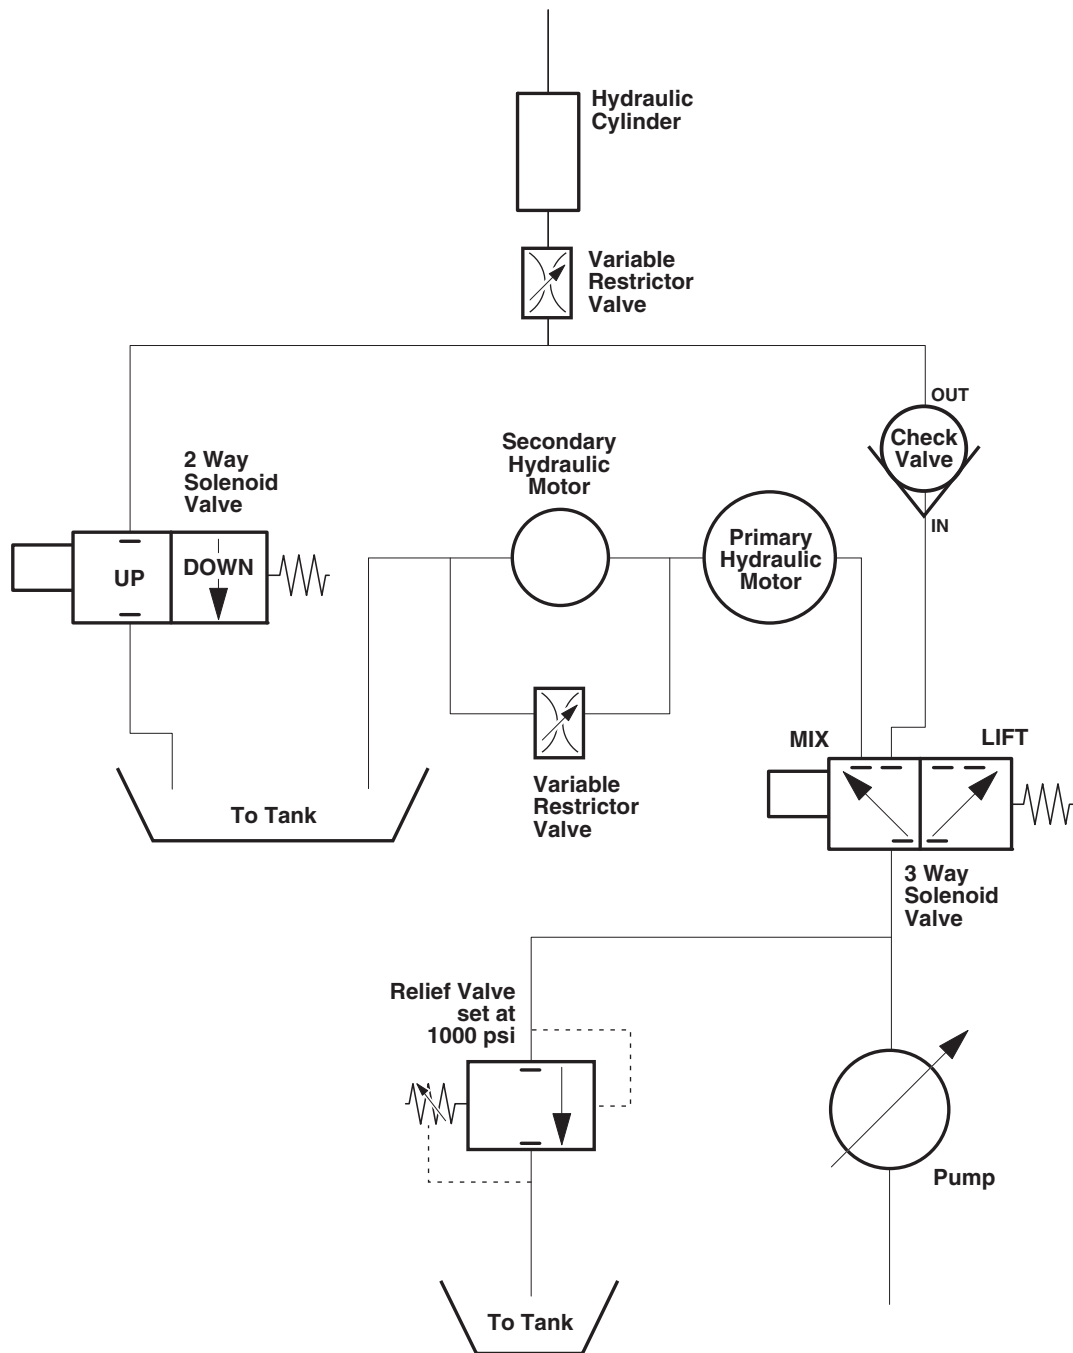 Hydraulic
Cylinder
Variable
Restrictor
Valve
OUT
Check
Valve
IN
Secondary
Hydraulic
Motor
2 Way
Solenoid
Valve
UP
DOWN
Primary
Hydraulic
Motor
MIX
LIFT
To Tank
Variable
Restrictor
Valve
3 Way
Solenoid
Valve
Relief Valve
set at
1000 psi
Pump
To Tank